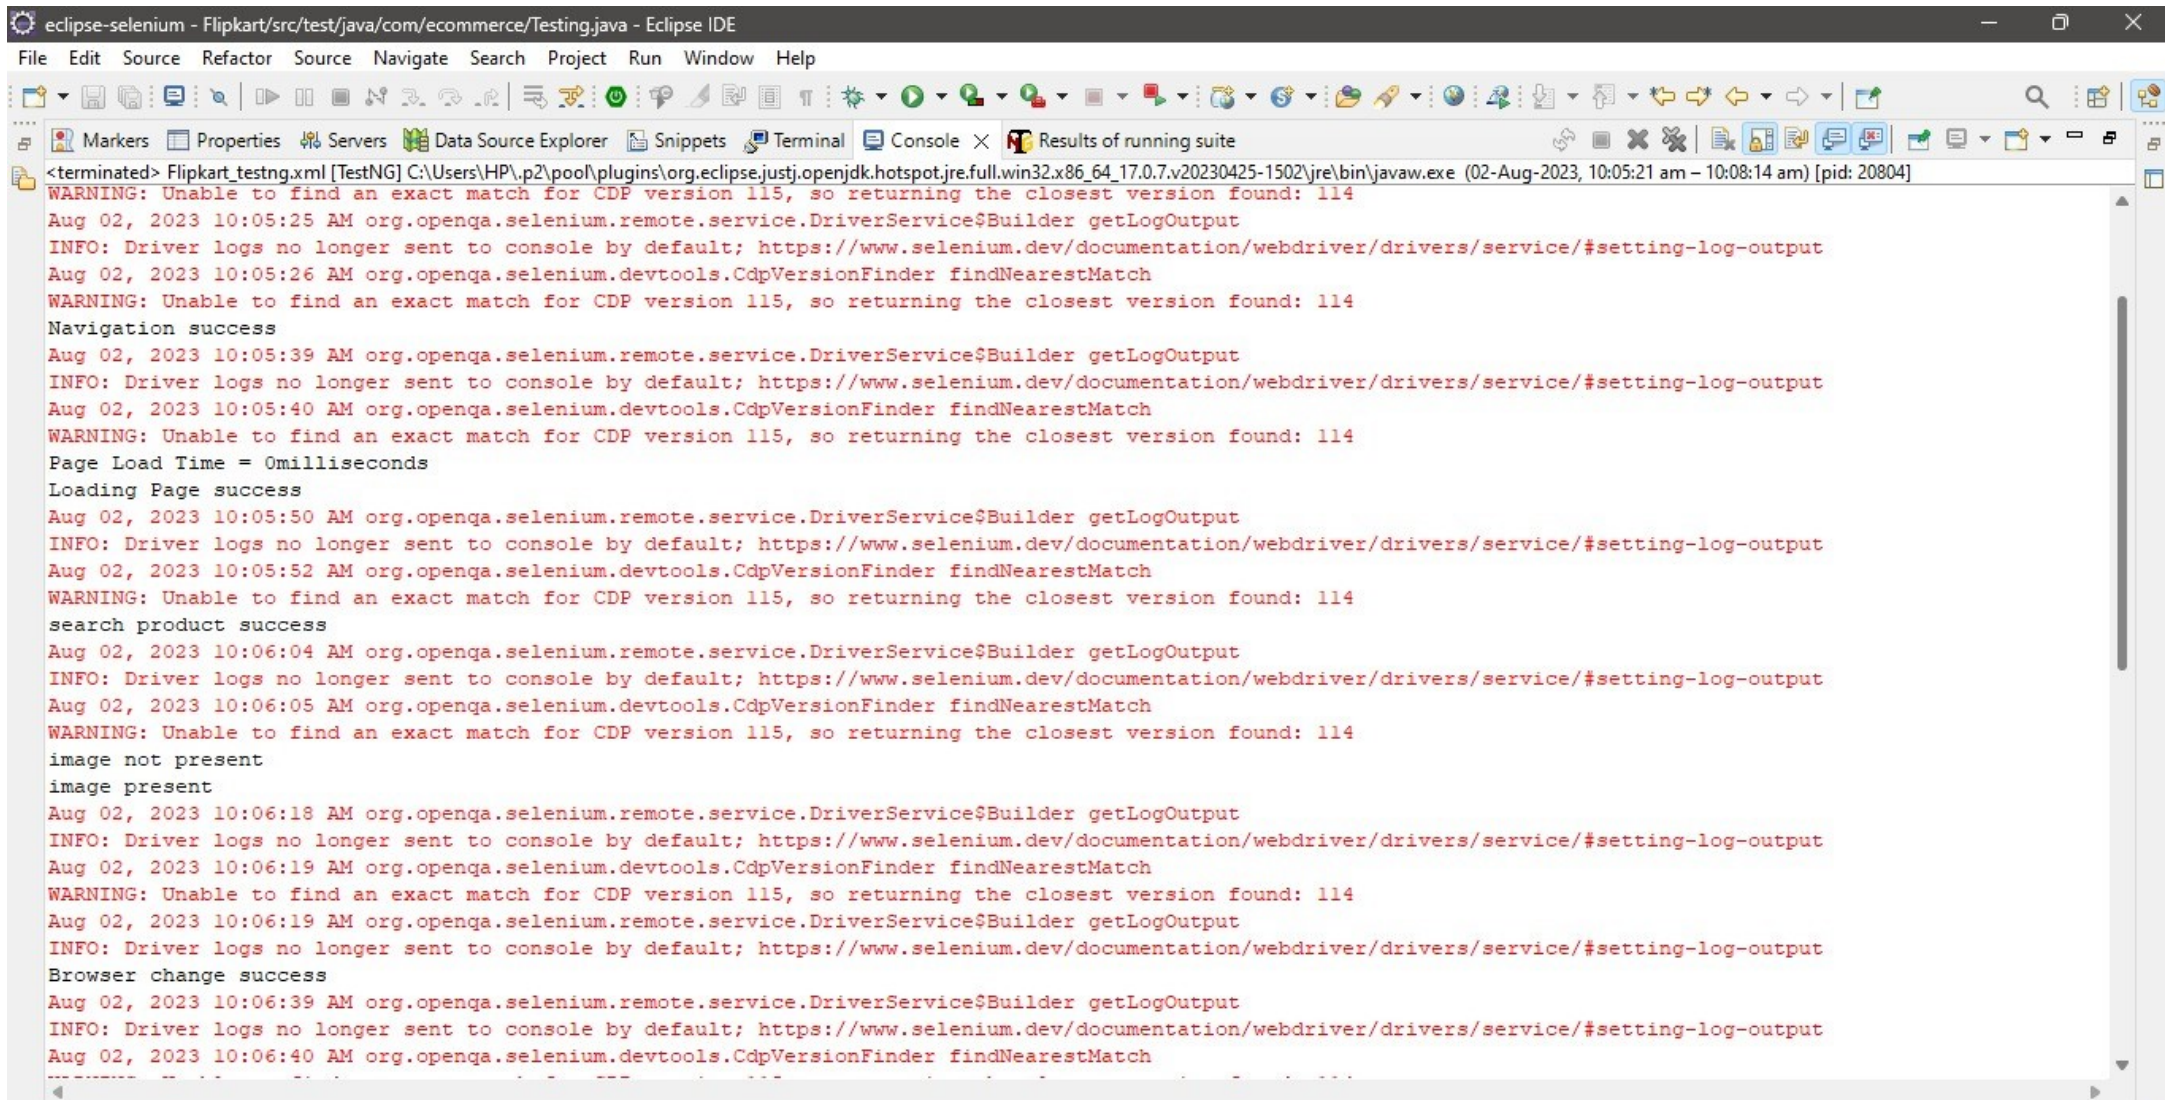 eclipse-selenium - Flipkart/src/test/java/com/ecommerce/Testing.java - Eclipse IDE
File Edit Source Refactor Source Navigate Search Project Run Window Help
Markers Properties Servers Data Source Explorer Snippets Terminal Console Results of running suite
<terminated> Flipkart_testng.xml [TestNG] C:\Users\HP\.p2\pool\plugins\org.eclipse.justj.openjdk.hotspot.jre.full.win32.x86_64_17.0.7.v20230425-1502\jre\bin\javaw.exe (02-Aug-2023, 10:05:21 am – 10:08:14 am) [pid: 20804]
WARNING: Unable to find an exact match for CDP version 115, so returning the closest version found: 114
Aug 02, 2023 10:05:25 AM org.openqa.selenium.remote.service.DriverService$Builder getLogOutput
INFO: Driver logs no longer sent to console by default; https://www.selenium.dev/documentation/webdriver/drivers/service/#setting-log-output
Aug 02, 2023 10:05:26 AM org.openqa.selenium.devtools.CdpVersionFinder findNearestMatch
WARNING: Unable to find an exact match for CDP version 115, so returning the closest version found: 114
Navigation success
Aug 02, 2023 10:05:39 AM org.openqa.selenium.remote.service.DriverService$Builder getLogOutput
INFO: Driver logs no longer sent to console by default; https://www.selenium.dev/documentation/webdriver/drivers/service/#setting-log-output
Aug 02, 2023 10:05:40 AM org.openqa.selenium.devtools.CdpVersionFinder findNearestMatch
WARNING: Unable to find an exact match for CDP version 115, so returning the closest version found: 114
Page Load Time = 0milliseconds
Loading Page success
Aug 02, 2023 10:05:50 AM org.openqa.selenium.remote.service.DriverService$Builder getLogOutput
INFO: Driver logs no longer sent to console by default; https://www.selenium.dev/documentation/webdriver/drivers/service/#setting-log-output
Aug 02, 2023 10:05:52 AM org.openqa.selenium.devtools.CdpVersionFinder findNearestMatch
WARNING: Unable to find an exact match for CDP version 115, so returning the closest version found: 114
search product success
Aug 02, 2023 10:06:04 AM org.openqa.selenium.remote.service.DriverService$Builder getLogOutput
INFO: Driver logs no longer sent to console by default; https://www.selenium.dev/documentation/webdriver/drivers/service/#setting-log-output
Aug 02, 2023 10:06:05 AM org.openqa.selenium.devtools.CdpVersionFinder findNearestMatch
WARNING: Unable to find an exact match for CDP version 115, so returning the closest version found: 114
image not present
image present
Aug 02, 2023 10:06:18 AM org.openqa.selenium.remote.service.DriverService$Builder getLogOutput
INFO: Driver logs no longer sent to console by default; https://www.selenium.dev/documentation/webdriver/drivers/service/#setting-log-output
Aug 02, 2023 10:06:19 AM org.openqa.selenium.devtools.CdpVersionFinder findNearestMatch
WARNING: Unable to find an exact match for CDP version 115, so returning the closest version found: 114
Aug 02, 2023 10:06:19 AM org.openqa.selenium.remote.service.DriverService$Builder getLogOutput
INFO: Driver logs no longer sent to console by default; https://www.selenium.dev/documentation/webdriver/drivers/service/#setting-log-output
Browser change success
Aug 02, 2023 10:06:39 AM org.openqa.selenium.remote.service.DriverService$Builder getLogOutput
INFO: Driver logs no longer sent to console by default; https://www.selenium.dev/documentation/webdriver/drivers/service/#setting-log-output
Aug 02, 2023 10:06:40 AM org.openqa.selenium.devtools.CdpVersionFinder findNearestMatch